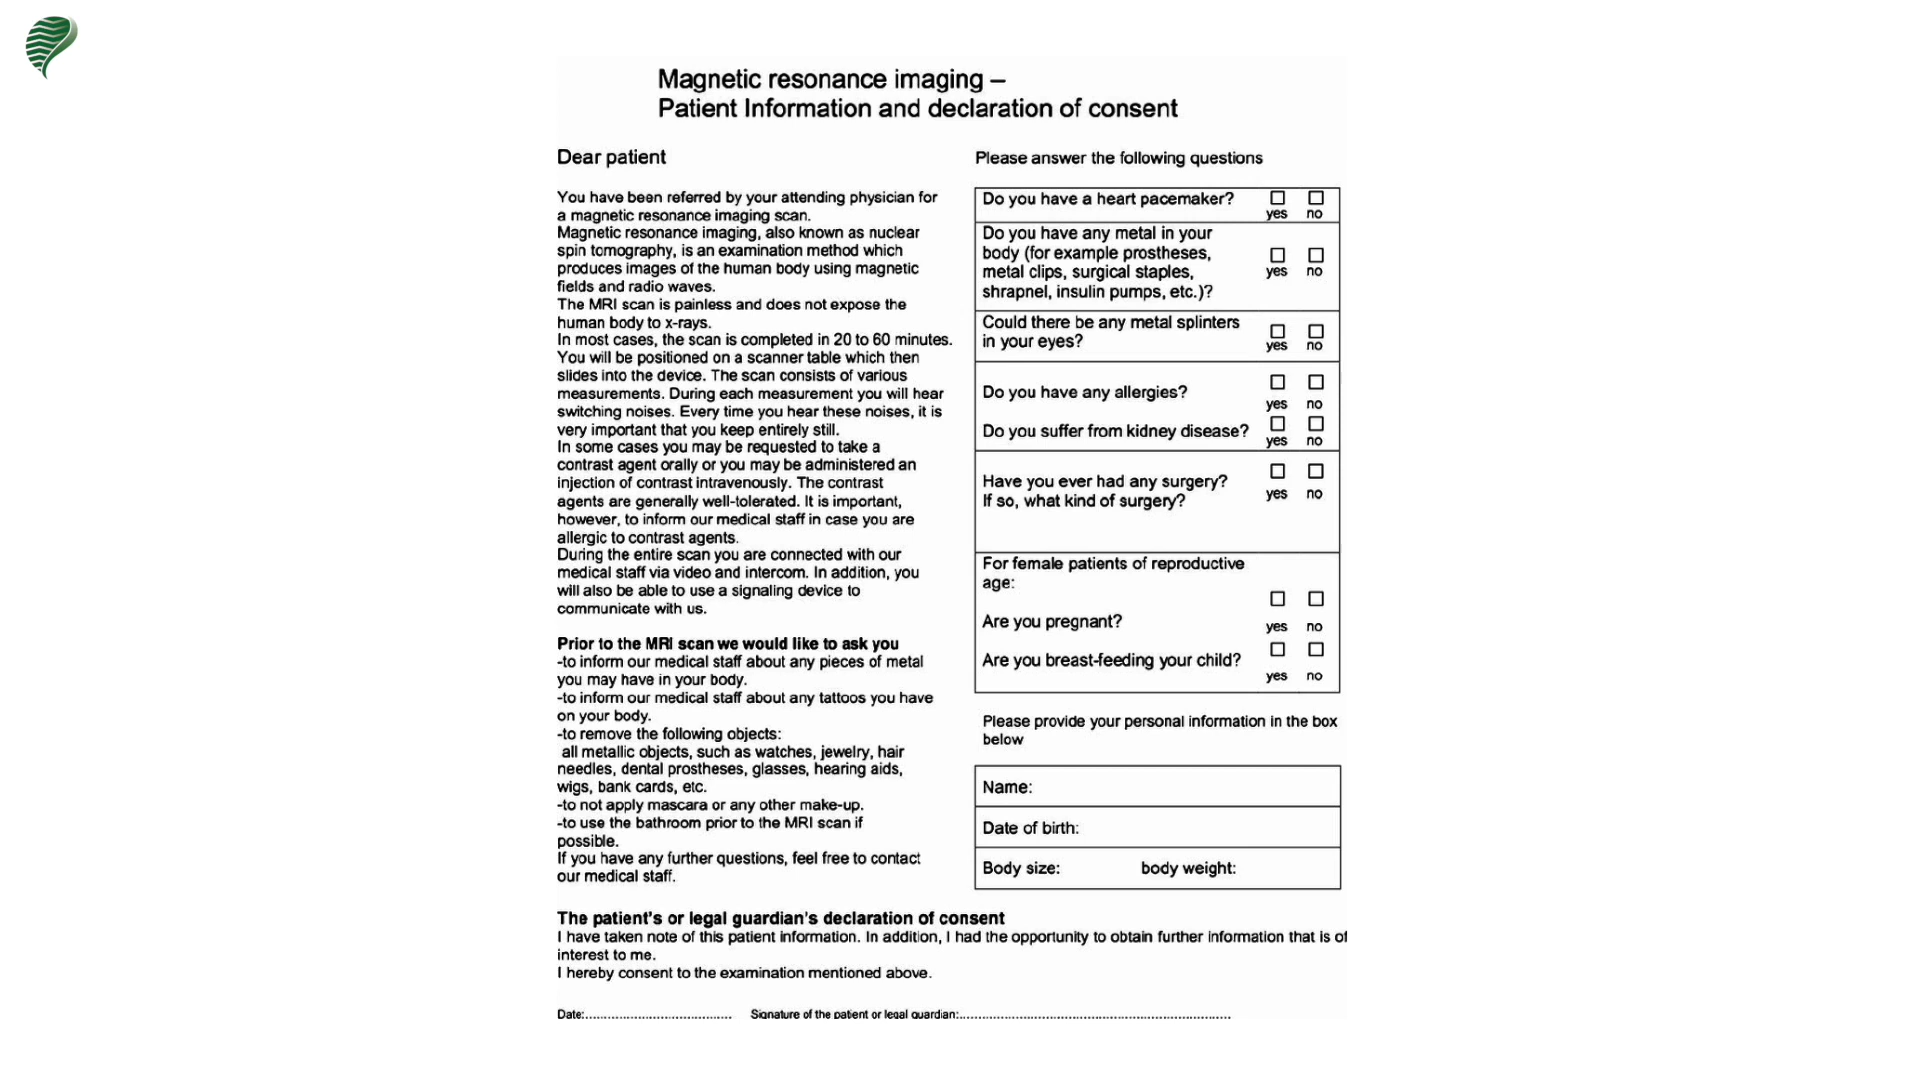 Magnetic resonance imaging –
Patient Information and declaration of consent
Dear patient
You have been referred by your attending physician for
a magnetic resonance imaging scan.
Magnetic resonance imaging, also known as nuclear
spin tomography, is an examination method which
produces images of the human body using magnetic
fields and radio waves.
The MRI scan is painless and does not expose the
human body to x-rays.
In most cases, the scan is completed in 20 to 60 minutes.
You will be positioned on a scanner table which then
slides into the device. The scan consists of various
measurements. During each measurement you will hear
switching noises. Every time you hear these noises, it is
very important that you keep entirely still.
In some cases you may be requested to take a
contrast agent orally or you may be administered an
injection of contrast intravenously. The contrast
agents are generally well-tolerated. It is important,
however, to inform our medical staff in case you are
allergic to contrast agents.
During the entire scan you are connected with our
medical staff via video and intercom. In addition, you
will also be able to use a signaling device to
communicate with us.
Prior to the MRI scan we would like to ask you
-to inform our medical staff about any pieces of metal
you may have in your body.
-to inform our medical staff about any tattoos you have
on your body.
-to remove the following objects:
all metallic objects, such as watches, jewelry, hair
needles, dental prostheses, glasses, hearing aids,
wigs, bank cards, etc.
-to not apply mascara or any other make-up.
-to use the bathroom prior to the MRI scan if
possible.
If you have any further questions, feel free to contact
our medical staff.
Please answer the following questions
Do you have a heart pacemaker?
yes no
Do you have any metal in your
body (for example prostheses,
metal clips, surgical staples,
shrapnel, insulin pumps, etc.)?
yes no
Could there be any metal splinters
in your eyes?
yes no
Do you have any allergies?
yes no
Do you suffer from kidney disease?
yes no
Have you ever had any surgery?
If so, what kind of surgery?
yes no
For female patients of reproductive
age:
Are you pregnant?
yes no
Are you breast-feeding your child?
yes no
Please provide your personal information in the box
below
Name:
Date of birth:
Body size: body weight:
The patient's or legal guardian's declaration of consent
I have taken note of this patient information. In addition, I had the opportunity to obtain further information that is of
interest to me.
I hereby consent to the examination mentioned above.
Date:....................................... Signature of the patient or legal guardian:........................................................................